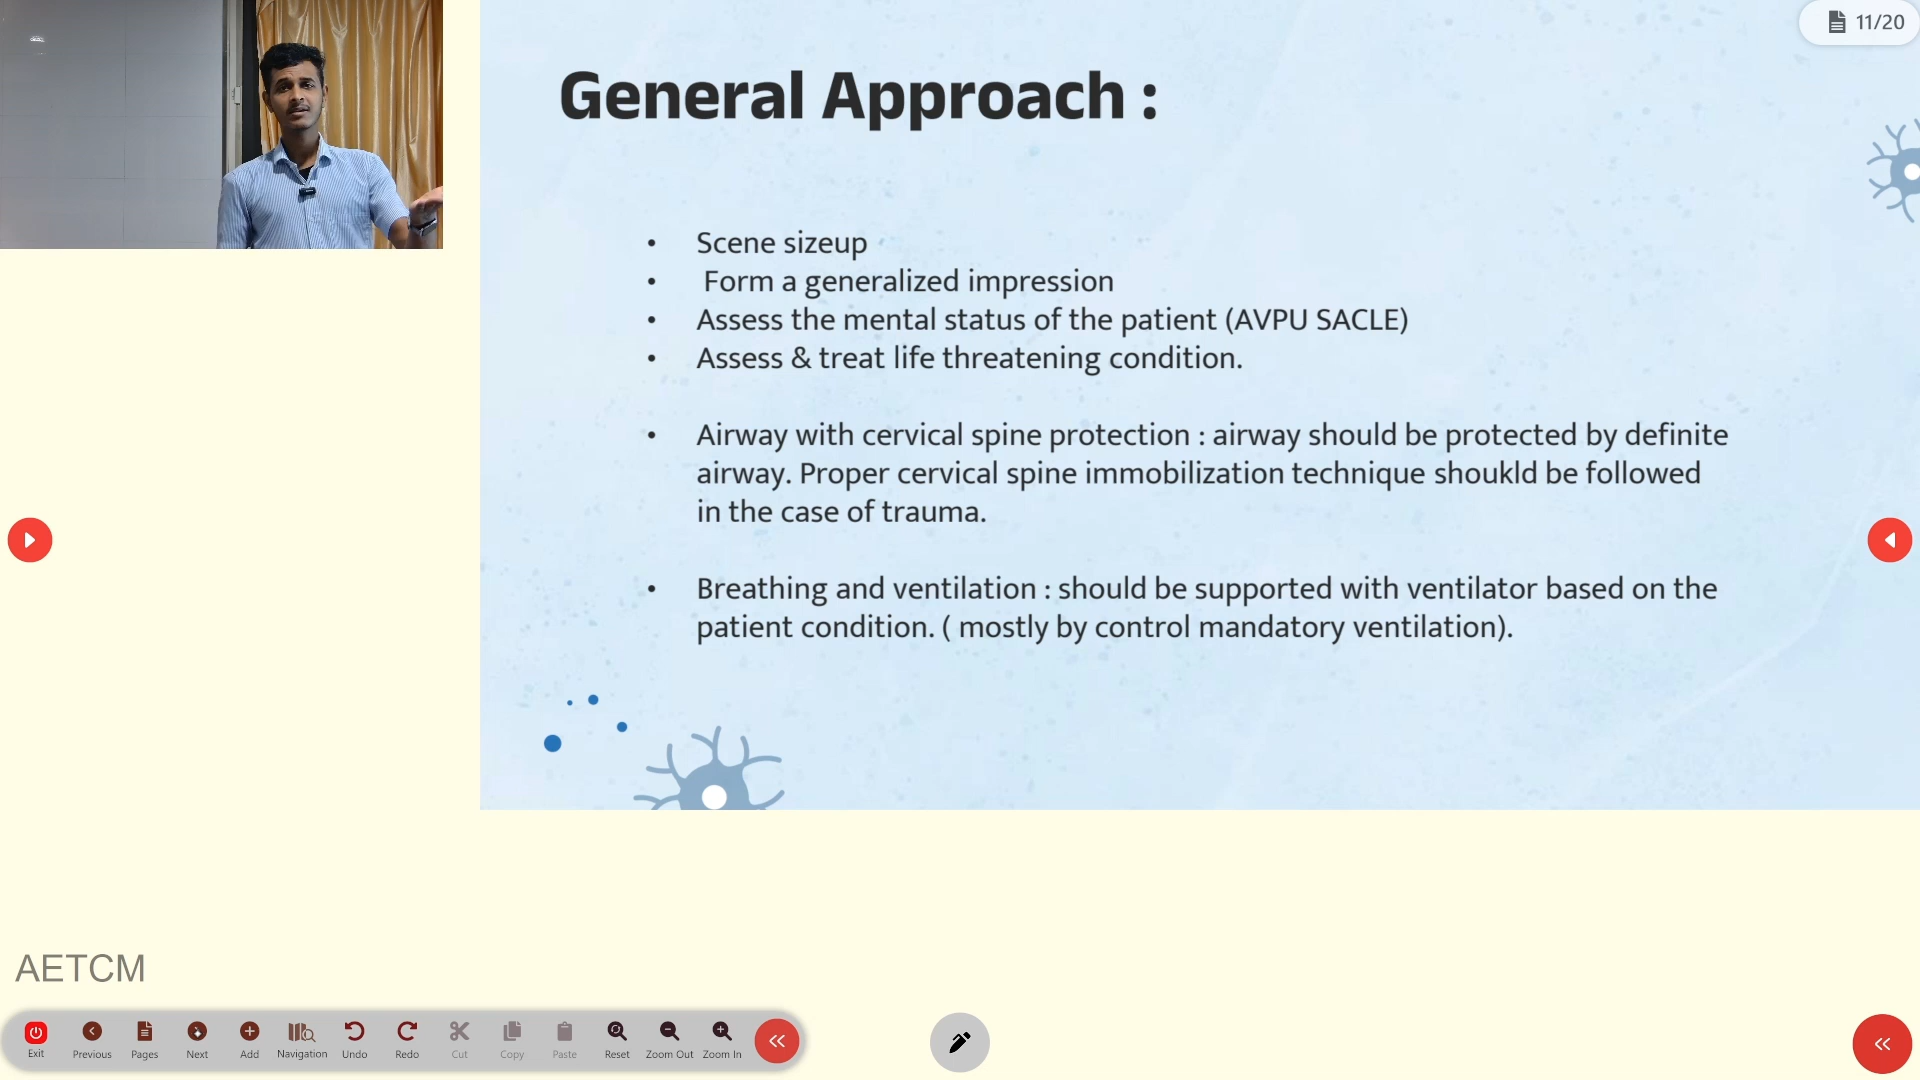 11/20
General Approach :
• Scene sizeup
• Form a generalized impression
• Assess the mental status of the patient (AVPU SACLE)
• Assess & treat life threatening condition.
• Airway with cervical spine protection : airway should be protected by definite
airway. Proper cervical spine immobilization technique shoukld be followed
in the case of trauma.
• Breathing and ventilation : should be supported with ventilator based on the
patient condition. ( mostly by control mandatory ventilation).
AETCM
Exit Previous Pages Next Add Navigation Undo Redo Cut Copy Paste Reset Zoom Out Zoom In